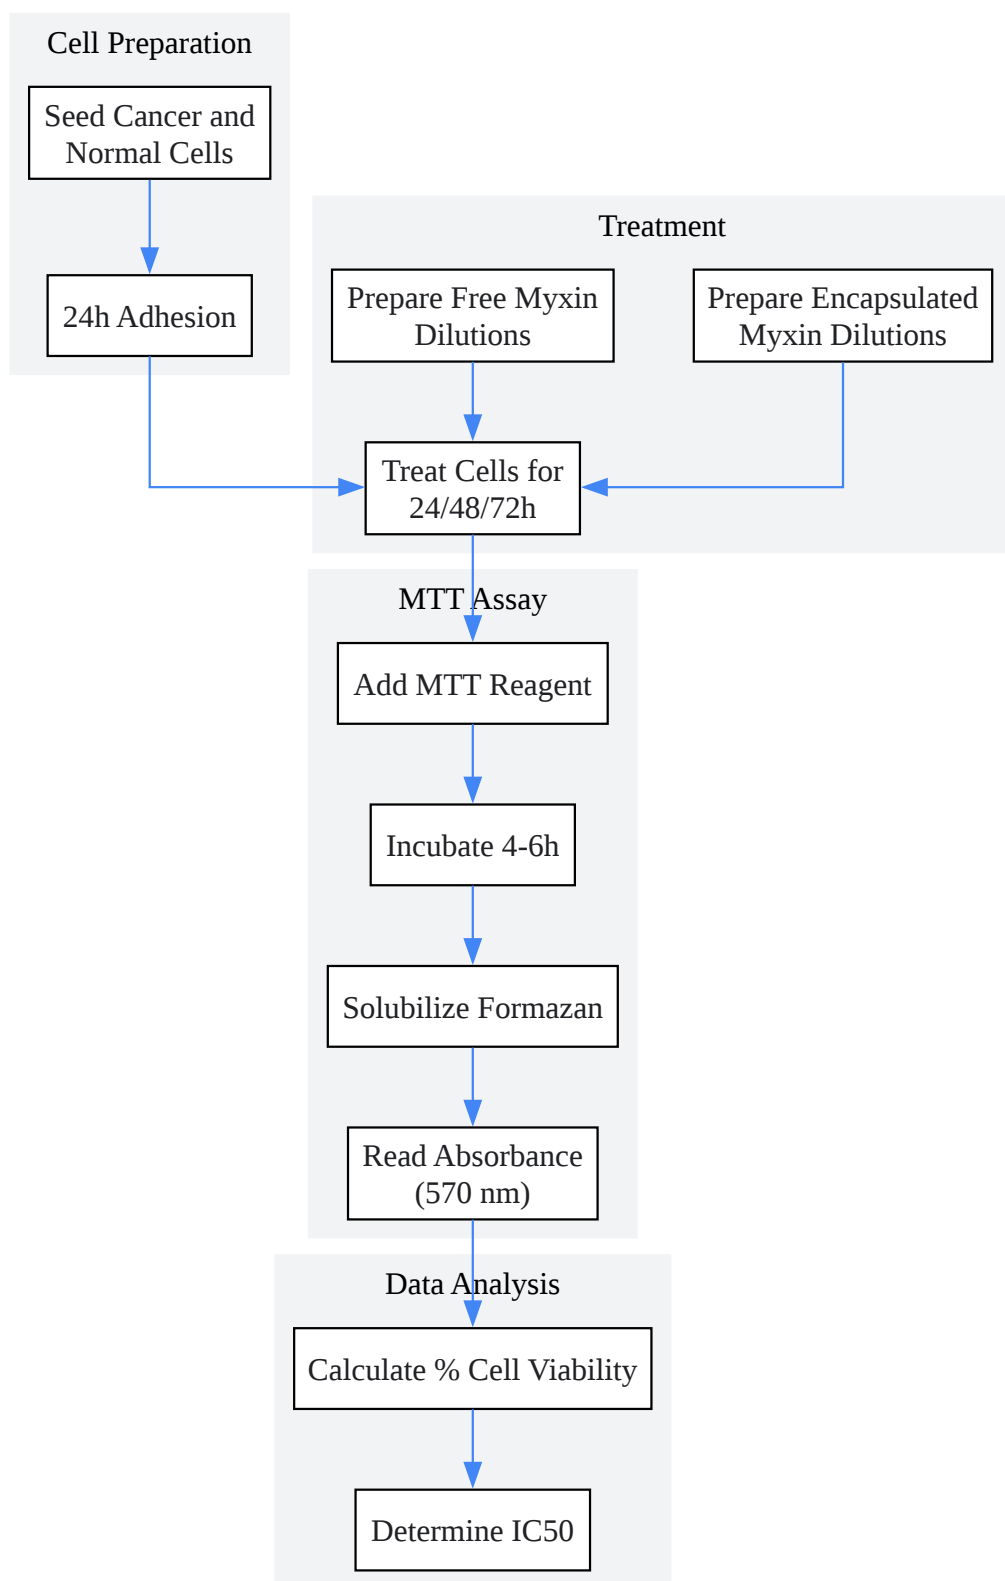 Cell Preparation
Seed Cancer and
Normal Cells
24h Adhesion
Treatment
Prepare Free Myxin
Dilutions
Prepare Encapsulated
Myxin Dilutions
Treat Cells for
24/48/72h
MTT Assay
Add MTT Reagent
Incubate 4-6h
Solubilize Formazan
Read Absorbance
(570 nm)
Data Analysis
Calculate % Cell Viability
Determine IC50